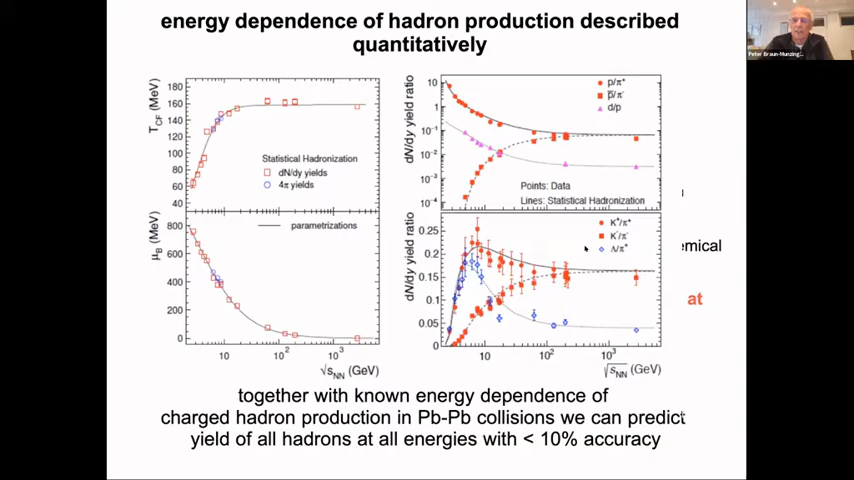 energy dependence of hadron production described
quantitatively
Peter Braun-Munzing...
T_CF (MeV)
180
160
140
120
100
80
60
40
Statistical Hadronization
dN/dy yields
4π yields
μ_B (MeV)
800
600
400
200
0
parametrizations
10
10²
10³
√s_NN (GeV)
dN/dy yield ratio
10
1
10⁻¹
10⁻²
10⁻³
10⁻⁴
p/π⁺
p̄/π⁻
d/p
Points: Data
Lines: Statistical Hadronization
dN/dy yield ratio
0.25
0.2
0.15
0.1
0.05
0
K⁺/π⁺
K⁻/π⁻
Λ/π⁺
10
10²
10³
√s_NN (GeV)
emical
at
together with known energy dependence of
charged hadron production in Pb-Pb collisions we can predict
yield of all hadrons at all energies with < 10% accuracy